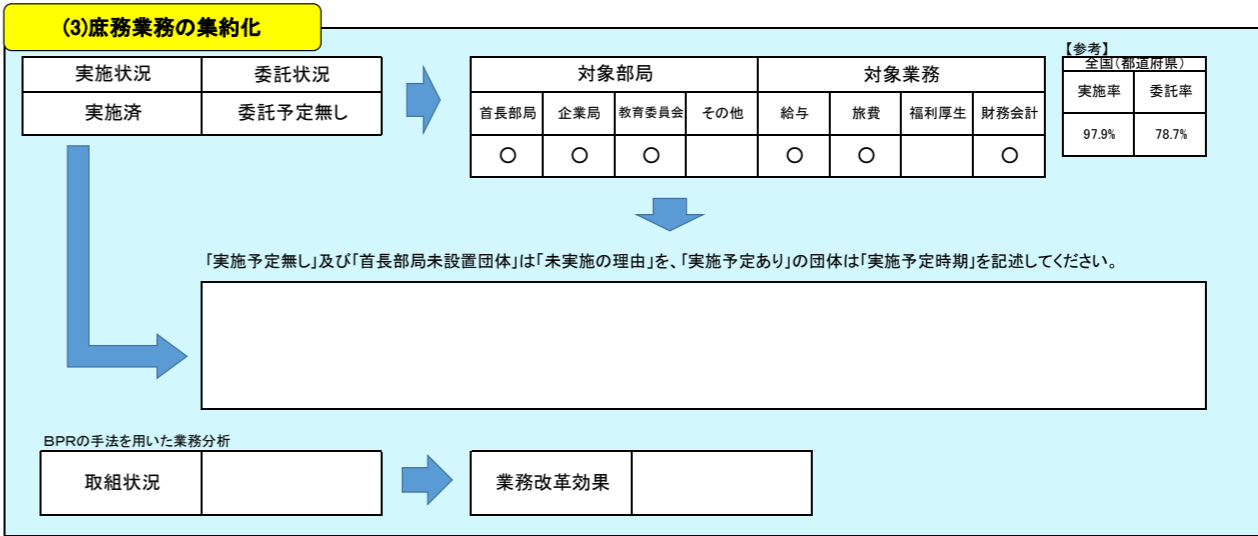 (3)庶務業務の集約化
【参考】
実施状況 委託状況 対象部局 対象業務 全国(都道府県)
実施済 委託予定無し 首長部局 企業局 教育委員会 その他 給与 旅費 福利厚生 財務会計 実施率 委託率
○ ○ ○ ○ ○ ○ 97.9% 78.7%
「実施予定無し」及び「首長部局未設置団体」は「未実施の理由」を、「実施予定あり」の団体は「実施予定時期」を記述してください。
BPRの手法を用いた業務分析
取組状況 業務改革効果